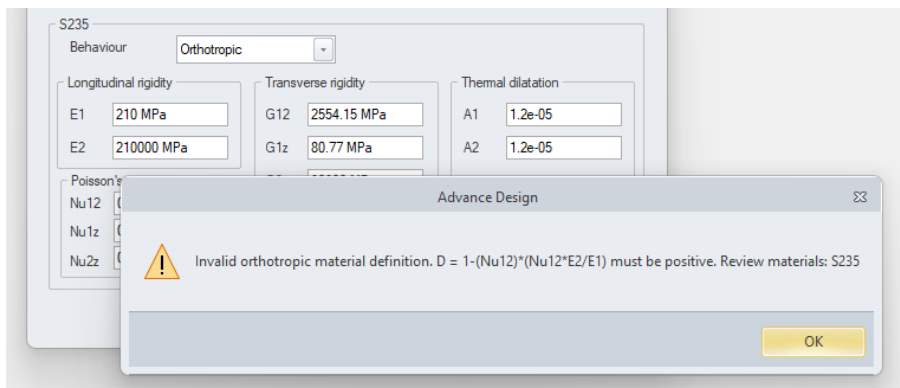 S235
Behaviour Orthotropic
Longitudinal rigidity Transverse rigidity Thermal dilatation
E1 210 MPa G12 2554.15 MPa A1 1.2e-05
E2 210000 MPa G1z 80.77 MPa A2 1.2e-05
Poisson's
Advance Design
Nu12
Nu1z
Nu2z
Invalid orthotropic material definition. D = 1-(Nu12)*(Nu12*E2/E1) must be positive. Review materials: S235
OK